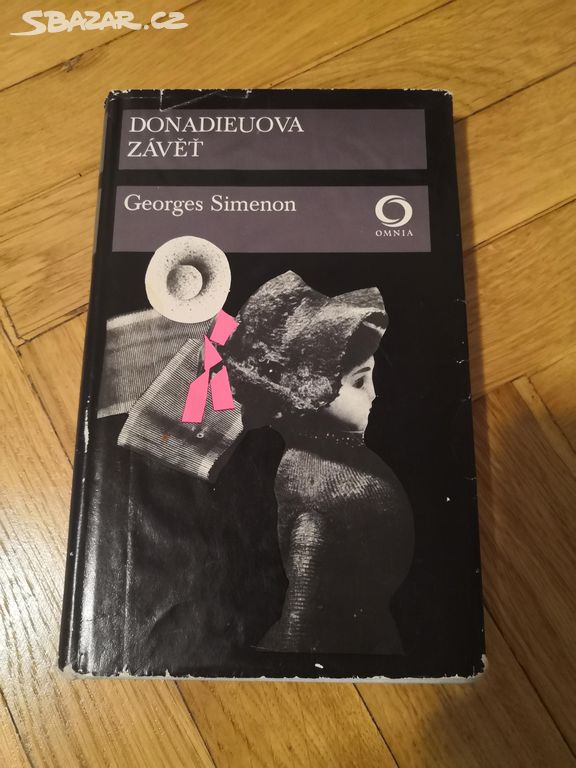 SBAZAR.CZ
DONADIEUOVA
ZÁVĚŤ
Georges Simenon
OMNIA